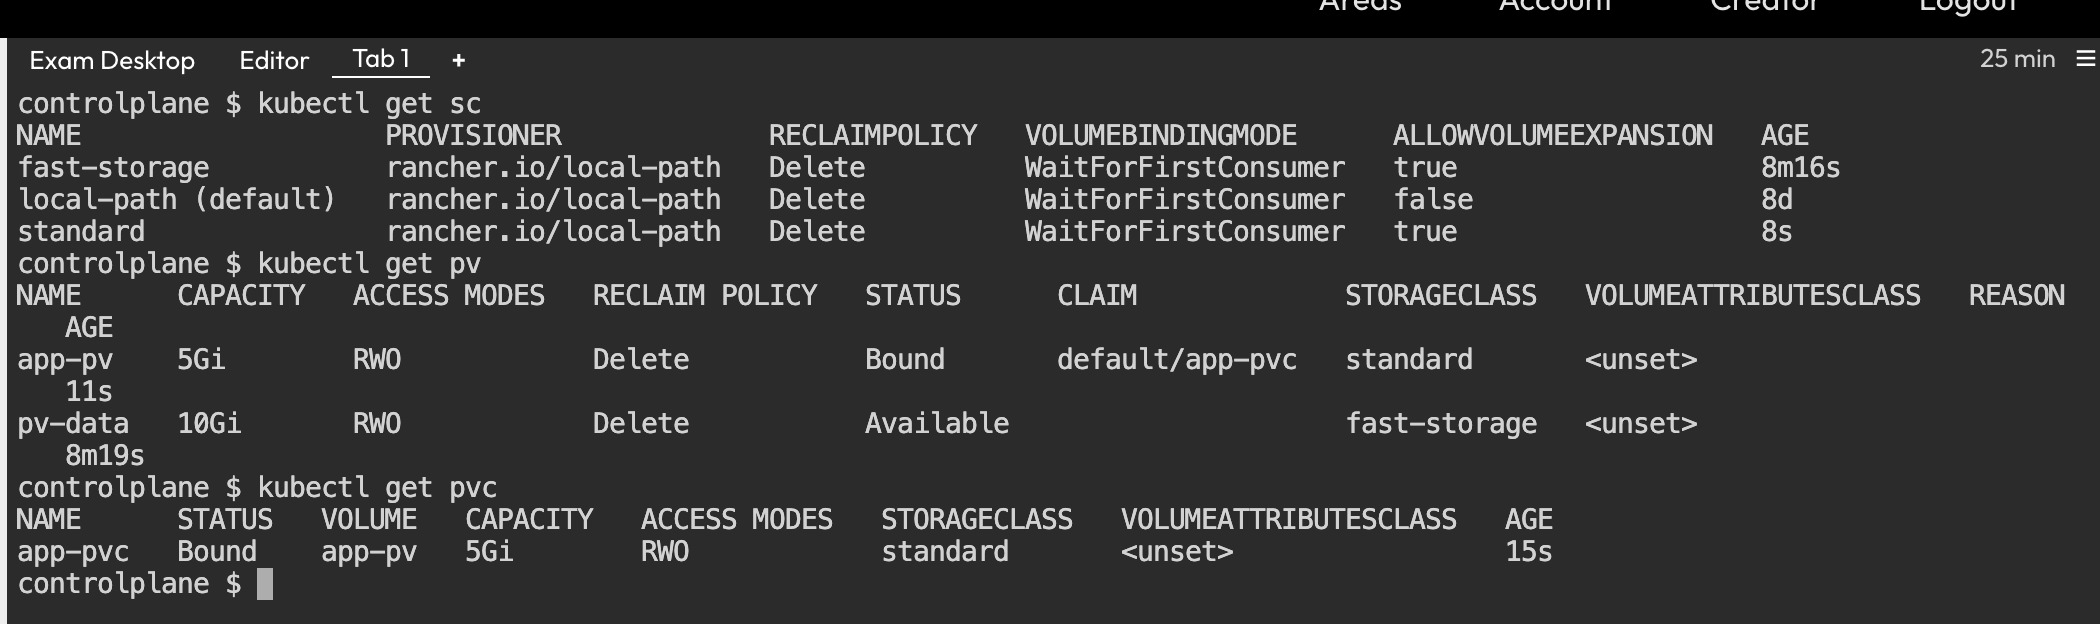 Areas Account Creator Logout
Exam Desktop Editor Tab 1 + 25 min
controlplane $ kubectl get sc
NAME PROVISIONER RECLAIMPOLICY VOLUMEBINDINGMODE ALLOWVOLUMEEXPANSION AGE
fast-storage rancher.io/local-path Delete WaitForFirstConsumer true 8m16s
local-path (default) rancher.io/local-path Delete WaitForFirstConsumer false 8d
standard rancher.io/local-path Delete WaitForFirstConsumer true 8s
controlplane $ kubectl get pv
NAME CAPACITY ACCESS MODES RECLAIM POLICY STATUS CLAIM STORAGECLASS VOLUMEATTRIBUTESCLASS REASON
AGE
app-pv 5Gi RWO Delete Bound default/app-pvc standard <unset>
11s
pv-data 10Gi RWO Delete Available fast-storage <unset>
8m19s
controlplane $ kubectl get pvc
NAME STATUS VOLUME CAPACITY ACCESS MODES STORAGECLASS VOLUMEATTRIBUTESCLASS AGE
app-pvc Bound app-pv 5Gi RWO standard <unset> 15s
controlplane $